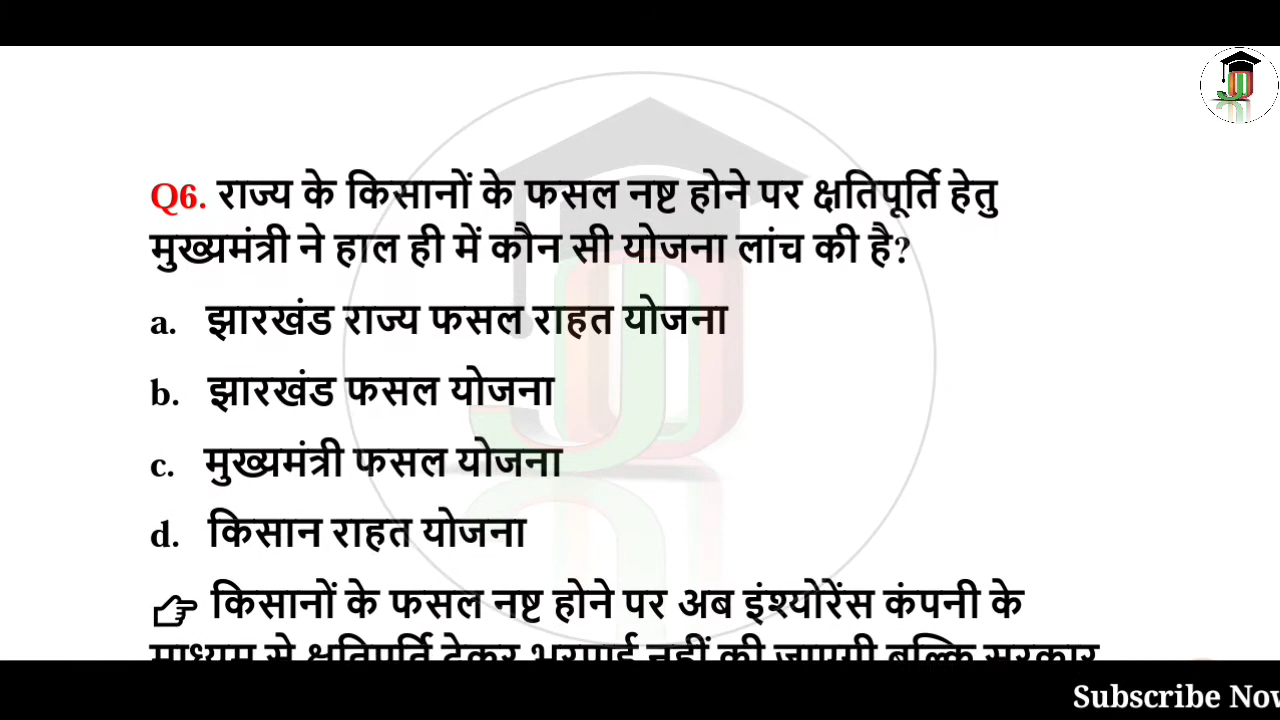 Q6. राज्य के किसानों के फसल नष्ट होने पर क्षतिपूर्ति हेतु
मुख्यमंत्री ने हाल ही में कौन सी योजना लांच की है?
a. झारखंड राज्य फसल राहत योजना
b. झारखंड फसल योजना
c. मुख्यमंत्री फसल योजना
d. किसान राहत योजना
👉 किसानों के फसल नष्ट होने पर अब इंश्योरेंस कंपनी के
माध्यम से क्षतिपूर्ति देकर भरपाई नहीं की जाएगी बल्कि सरकार
Subscribe Now